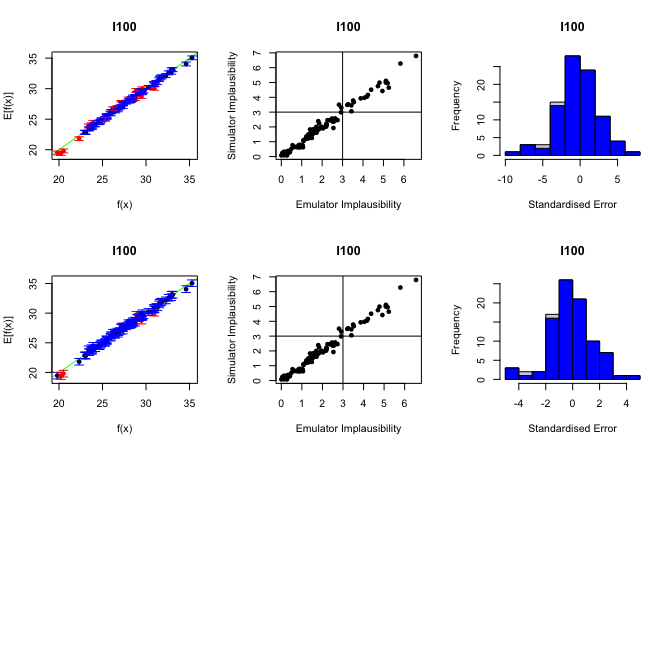 I100
I100
I100
E[f(x)]
20 25 30 35
20 25 30 35
f(x)
Simulator Implausibility
0 1 2 3 4 5 6 7
0 1 2 3 4 5 6
Emulator Implausibility
Frequency
0 5 10 20
-10 -5 0 5
Standardised Error
I100
I100
I100
E[f(x)]
20 25 30 35
20 25 30 35
f(x)
Simulator Implausibility
0 1 2 3 4 5 6 7
0 1 2 3 4 5 6
Emulator Implausibility
Frequency
0 5 10 20
-4 -2 0 2 4
Standardised Error